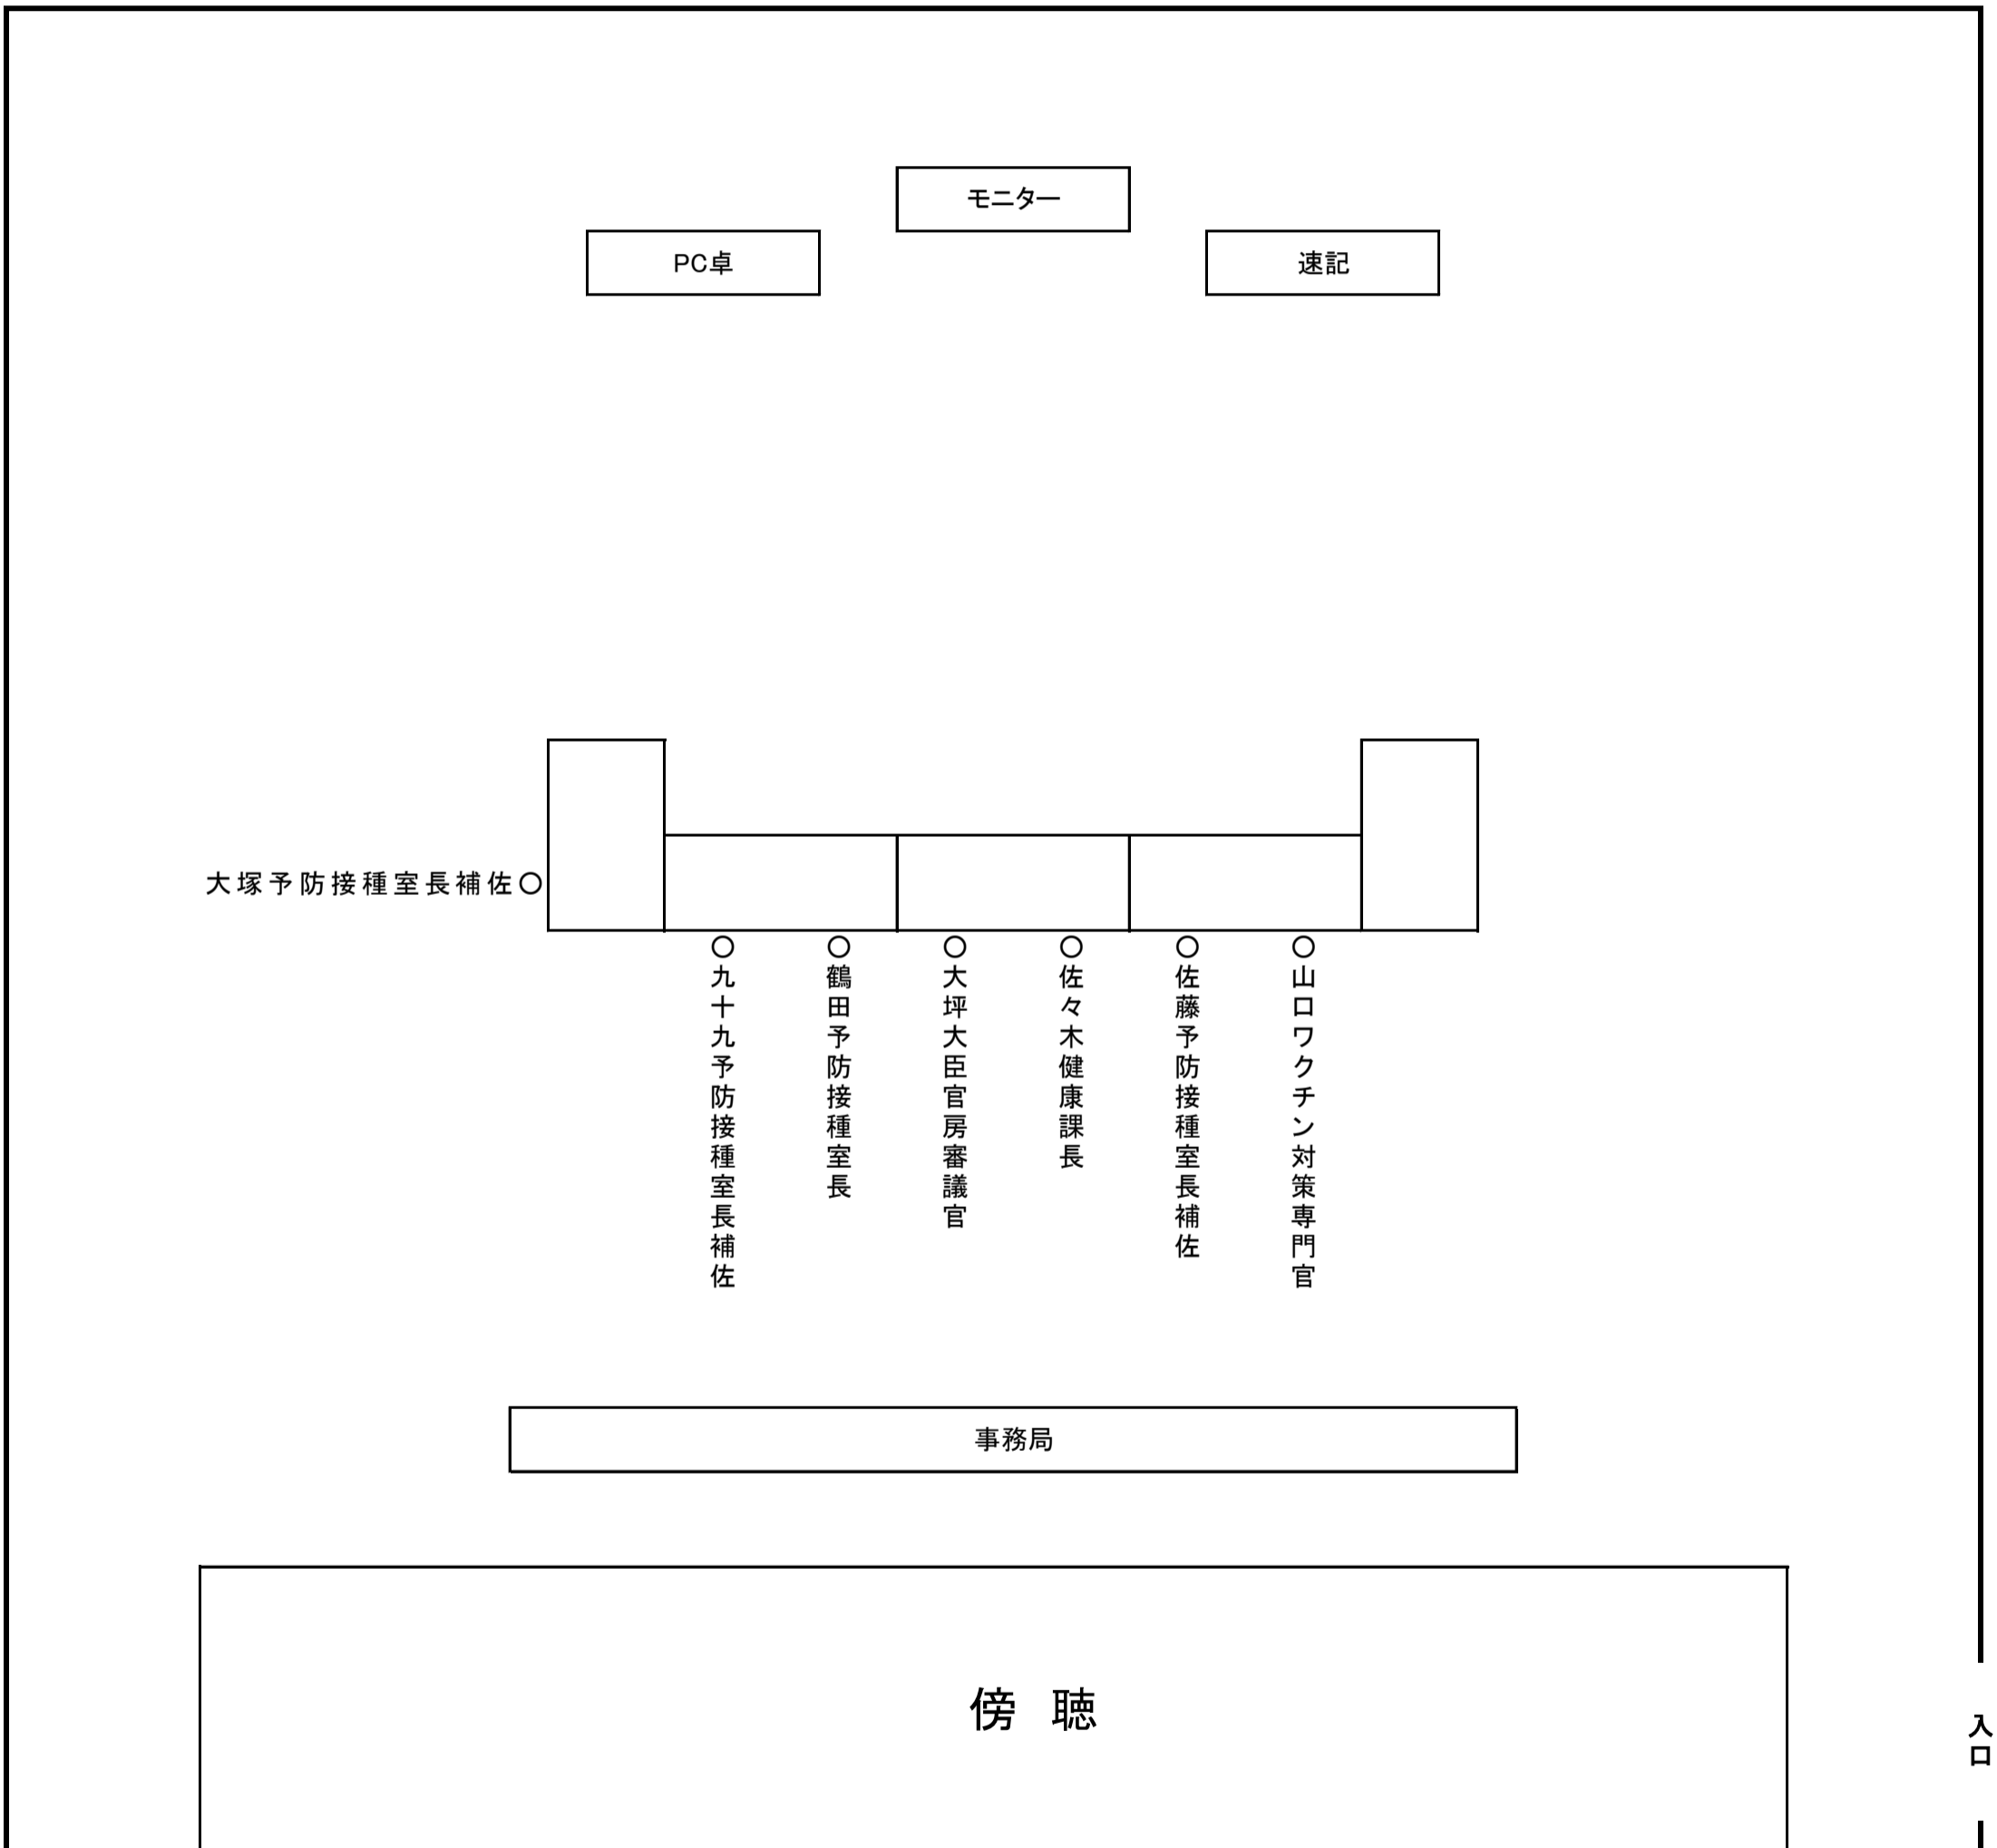 モニター
PC卓
速記
大塚予防接種室長補佐○
○九十九予防接種室長補佐
○鶴田予防接種室長
○大坪大臣官房審議官
○佐々木健康課長
○佐藤予防接種室長補佐
○山口ワクチン対策専門官
事務局
傍聴
入口